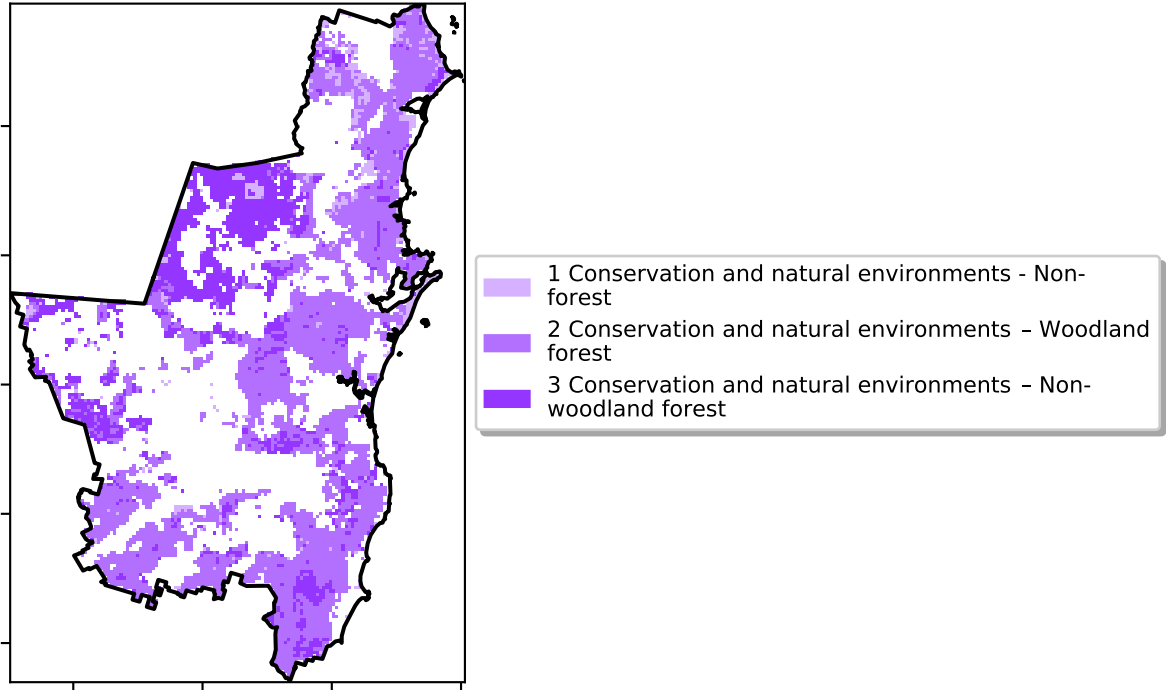 1 Conservation and natural environments - Non-
forest
2 Conservation and natural environments – Woodland
forest
3 Conservation and natural environments – Non-
woodland forest